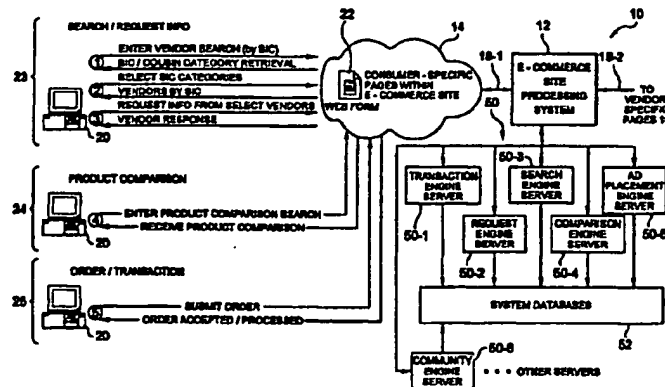 SEARCH / REQUEST INFO
23
ENTER VENDOR SEARCH (by SIC)
1
SIC / COUSIN CATEGORY RETRIEVAL
SELECT SIC CATEGORIES
2
VENDORS BY SIC
REQUEST INFO FROM SELECT VENDORS
3
VENDOR RESPONSE
20
22
WEB FORM
CONSUMER - SPECIFIC
PAGES WITHIN
E - COMMERCE SITE
14
18-1
12
E - COMMERCE
SITE
PROCESSING
SYSTEM
10
18-2
TO
VENDOR
SPECIFIC
PAGES
PRODUCT COMPARISON
24
4
ENTER PRODUCT COMPARISON SEARCH
RECEIVE PRODUCT COMPARISON
20
ORDER / TRANSACTION
25
5
SUBMIT ORDER
ORDER ACCEPTED / PROCESSED
20
50
50-3
TRANSACTION
ENGINE
SERVER
50-1
SEARCH
ENGINE
SERVER
AD
PLACEMENT
ENGINE
SERVER
REQUEST
ENGINE
SERVER
50-2
COMPARISON
ENGINE
SERVER
50-4
SYSTEM DATABASES
52
COMMUNITY
ENGINE
SERVER
• • • OTHER SERVERS